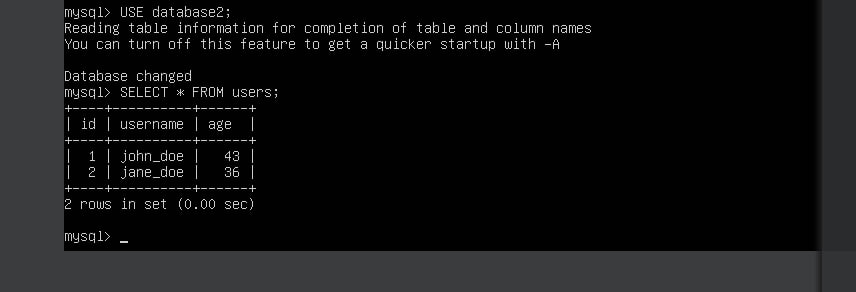 mysql> USE database2;
Reading table information for completion of table and column names
You can turn off this feature to get a quicker startup with -A
Database changed
mysql> SELECT * FROM users;
+----+----------+------+
| id | username | age  |
+----+----------+------+
|  1 | john_doe |   43 |
|  2 | jane_doe |   36 |
+----+----------+------+
2 rows in set (0.00 sec)
mysql> _